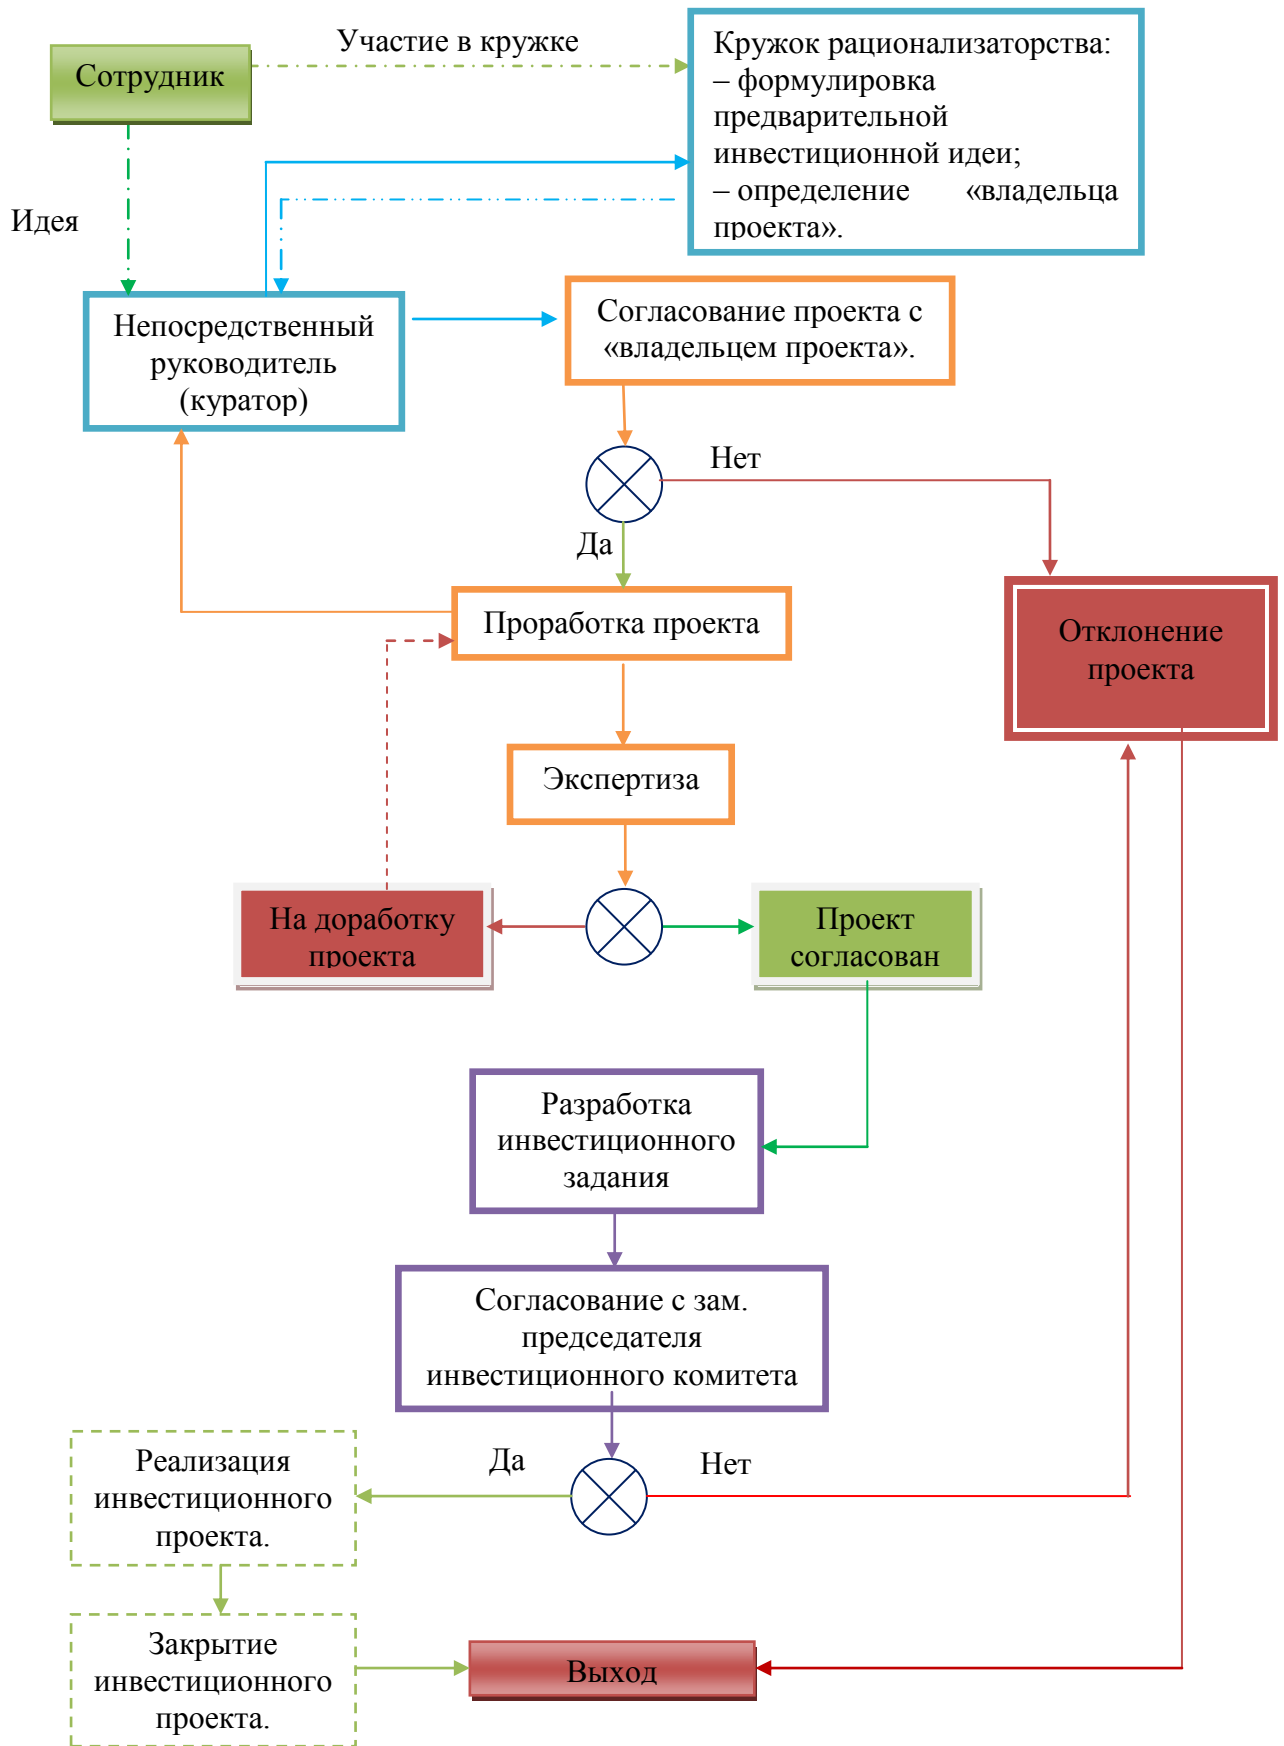 Участие в кружке
Сотрудник
Кружок рационализаторства:
– формулировка
предварительной
инвестиционной идеи;
– определение «владельца
проекта».
Идея
Непосредственный
руководитель
(куратор)
Согласование проекта с
«владельцем проекта».
Нет
Да
Проработка проекта
Отклонение
проекта
Экспертиза
На доработку
проекта
Проект
согласован
Разработка
инвестиционного
задания
Согласование с зам.
председателя
инвестиционного комитета
Да
Нет
Реализация
инвестиционного
проекта.
Закрытие
инвестиционного
проекта.
Выход